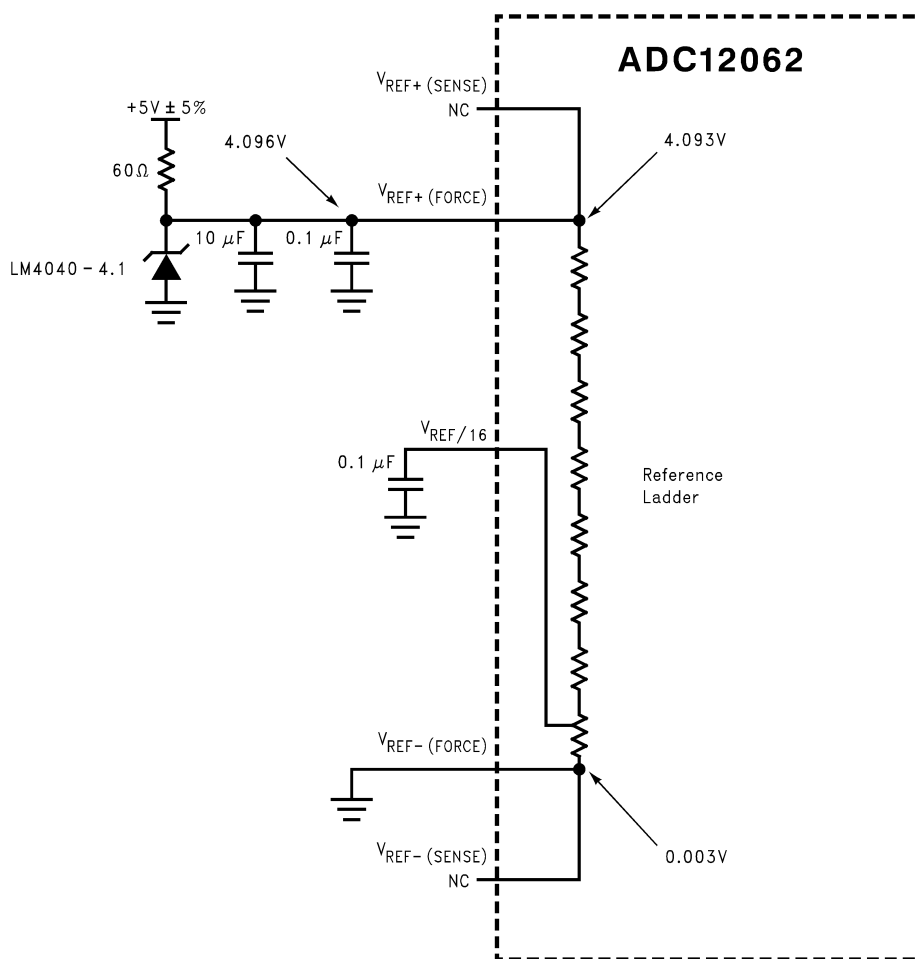 ADC12062
VREF+ (SENSE)
NC
+5V ± 5%
4.096V
4.093V
60Ω
VREF+ (FORCE)
10 μF
0.1 μF
LM4040-4.1
VREF/16
0.1 μF
Reference
Ladder
VREF- (FORCE)
VREF- (SENSE)
NC
0.003V